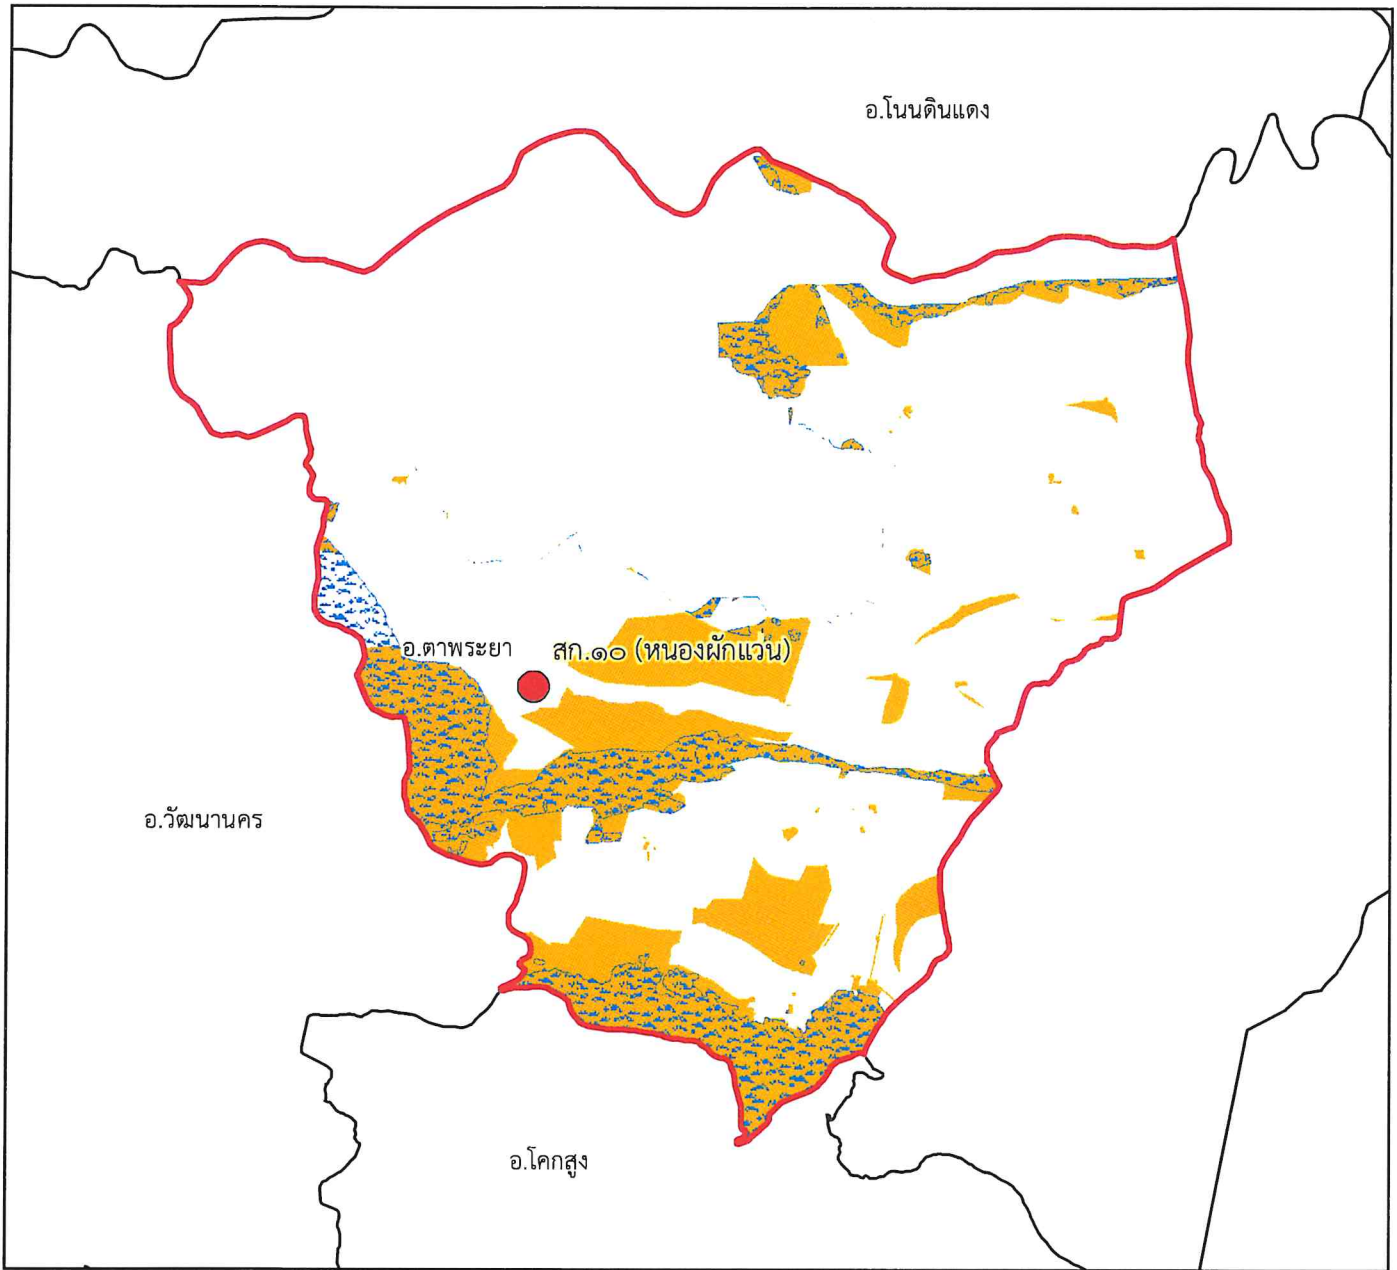 อ.โนนดินแดง
อ.ตาพระยา
สก.๑๐ (หนองผักแว่น)
อ.วัฒนานคร
อ.โคกสูง